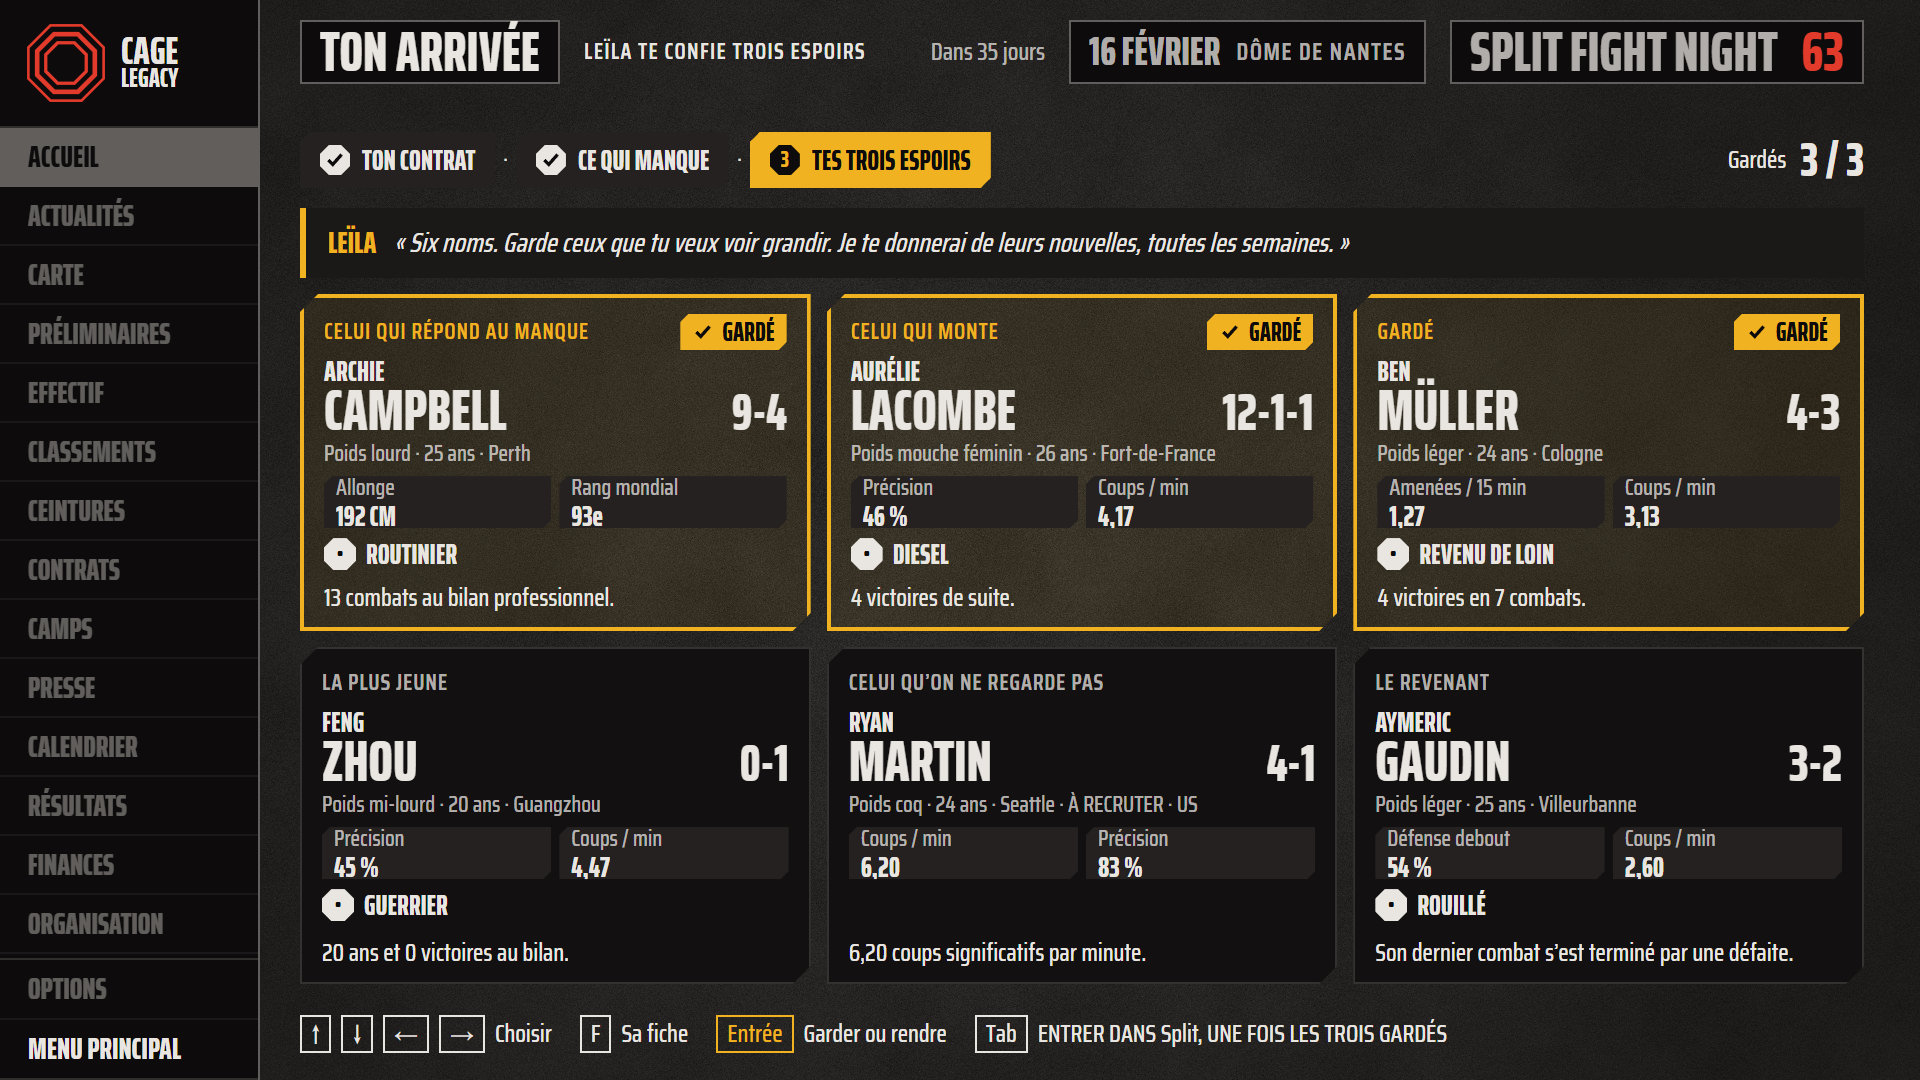 CAGE
LEGACY
TON ARRIVÉE
LEÏLA TE CONFIE TROIS ESPOIRS
Dans 35 jours
16 FÉVRIER DÔME DE NANTES
SPLIT FIGHT NIGHT 63
ACCUEIL
ACTUALITÉS
CARTE
PRÉLIMINAIRES
EFFECTIF
CLASSEMENTS
CEINTURES
CONTRATS
CAMPS
PRESSE
CALENDRIER
RÉSULTATS
FINANCES
ORGANISATION
OPTIONS
MENU PRINCIPAL
TON CONTRAT · CE QUI MANQUE · 3 TES TROIS ESPOIRS
Gardés 3 / 3
LEÏLA « Six noms. Garde ceux que tu veux voir grandir. Je te donnerai de leurs nouvelles, toutes les semaines. »
CELUI QUI RÉPOND AU MANQUE GARDÉ
ARCHIE
CAMPBELL 9-4
Poids lourd · 25 ans · Perth
Allonge Rang mondial
192 CM 93e
ROUTINIER
13 combats au bilan professionnel.
CELUI QUI MONTE GARDÉ
AURÉLIE
LACOMBE 12-1-1
Poids mouche féminin · 26 ans · Fort-de-France
Précision Coups / min
46 % 4,17
DIESEL
4 victoires de suite.
GARDÉ GARDÉ
BEN
MÜLLER 4-3
Poids léger · 24 ans · Cologne
Amenées / 15 min Coups / min
1,27 3,13
REVENU DE LOIN
4 victoires en 7 combats.
LA PLUS JEUNE
FENG
ZHOU 0-1
Poids mi-lourd · 20 ans · Guangzhou
Précision Coups / min
45 % 4,47
GUERRIER
20 ans et 0 victoires au bilan.
CELUI QU’ON NE REGARDE PAS
RYAN
MARTIN 4-1
Poids coq · 24 ans · Seattle · À RECRUTER · US
Coups / min Précision
6,20 83 %
6,20 coups significatifs par minute.
LE REVENANT
AYMERIC
GAUDIN 3-2
Poids léger · 25 ans · Villeurbanne
Défense debout Coups / min
54 % 2,60
ROUILLÉ
Son dernier combat s’est terminé par une défaite.
↑ ↓ ← → Choisir F Sa fiche Entrée Garder ou rendre Tab ENTRER DANS Split, UNE FOIS LES TROIS GARDÉS